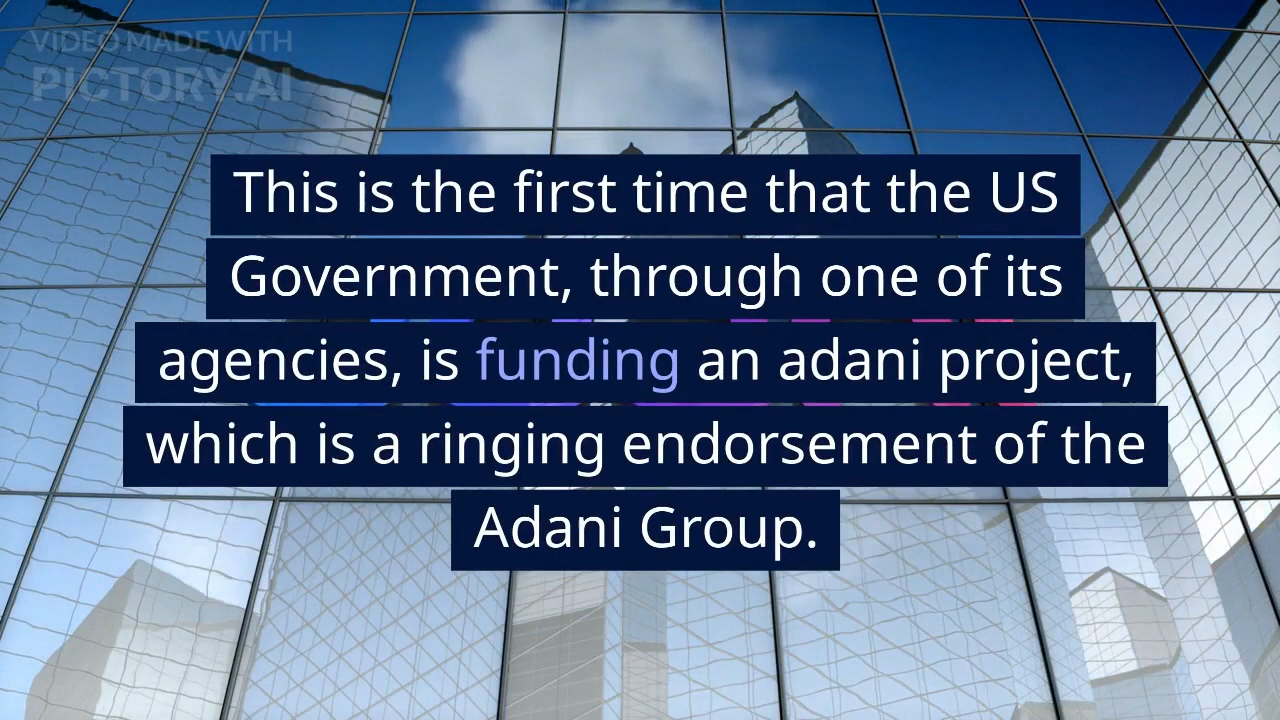 VIDEO MADE WITH
PICTORY.AI
This is the first time that the US
Government, through one of its
agencies, is funding an adani project,
which is a ringing endorsement of the
Adani Group.